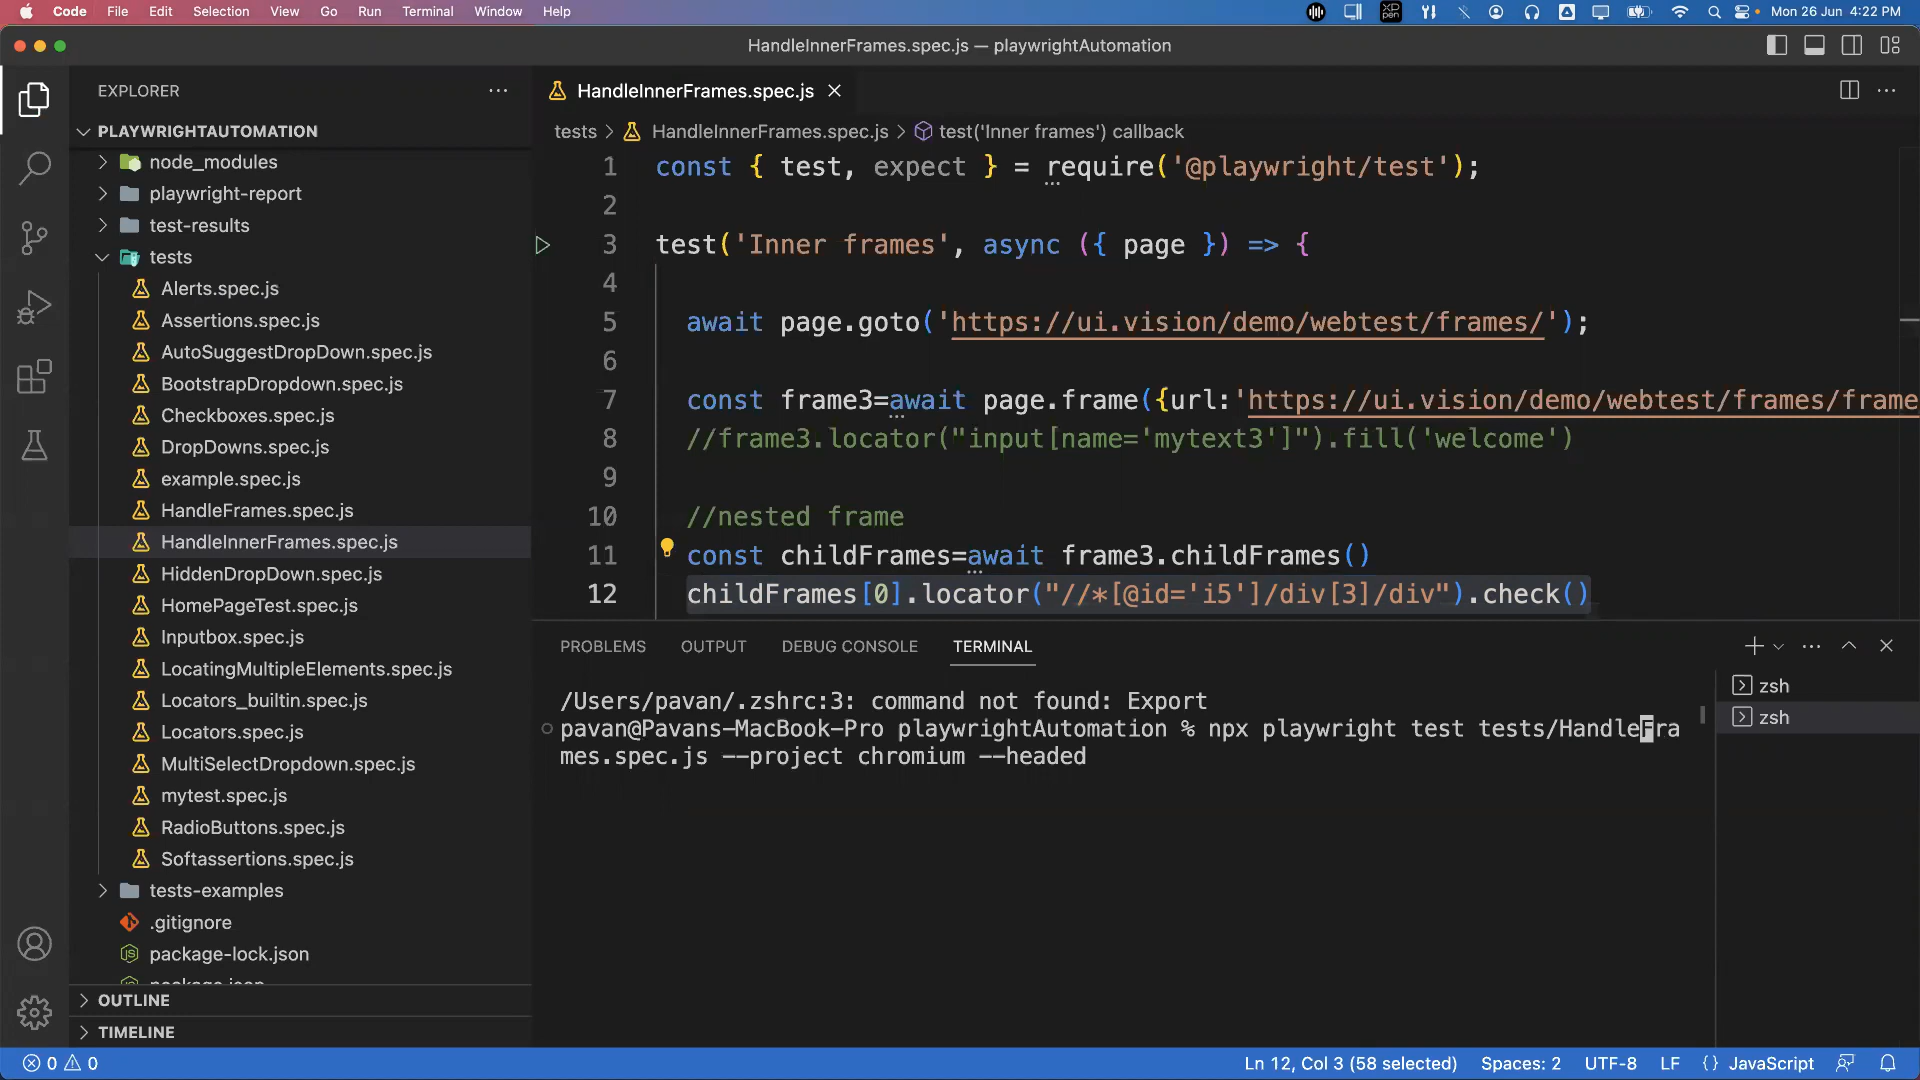 Code File Edit Selection View Go Run Terminal Window Help
XP
pen
Mon 26 Jun 4:22 PM
HandleInnerFrames.spec.js — playwrightAutomation
EXPLORER
PLAYWRIGHTAUTOMATION
node_modules
playwright-report
test-results
tests
Alerts.spec.js
Assertions.spec.js
AutoSuggestDropDown.spec.js
BootstrapDropdown.spec.js
Checkboxes.spec.js
DropDowns.spec.js
example.spec.js
HandleFrames.spec.js
HandleInnerFrames.spec.js
HiddenDropDown.spec.js
HomePageTest.spec.js
Inputbox.spec.js
LocatingMultipleElements.spec.js
Locators_builtin.spec.js
Locators.spec.js
MultiSelectDropdown.spec.js
mytest.spec.js
RadioButtons.spec.js
Softassertions.spec.js
tests-examples
.gitignore
package-lock.json
OUTLINE
TIMELINE
HandleInnerFrames.spec.js
tests > HandleInnerFrames.spec.js > test('Inner frames') callback
1 const { test, expect } = require('@playwright/test');
2
3 test('Inner frames', async ({ page }) => {
4
5 await page.goto('https://ui.vision/demo/webtest/frames/');
6
7 const frame3=await page.frame({url:'https://ui.vision/demo/webtest/frames/frame
8 //frame3.locator("input[name='mytext3']").fill('welcome')
9
10 //nested frame
11 const childFrames=await frame3.childFrames()
12 childFrames[0].locator("//*[@id='i5']/div[3]/div").check()
PROBLEMS OUTPUT DEBUG CONSOLE TERMINAL
/Users/pavan/.zshrc:3: command not found: Export
pavan@Pavans-MacBook-Pro playwrightAutomation % npx playwright test tests/HandleFra
mes.spec.js --project chromium --headed
zsh
zsh
0 0
Ln 12, Col 3 (58 selected) Spaces: 2 UTF-8 LF {} JavaScript